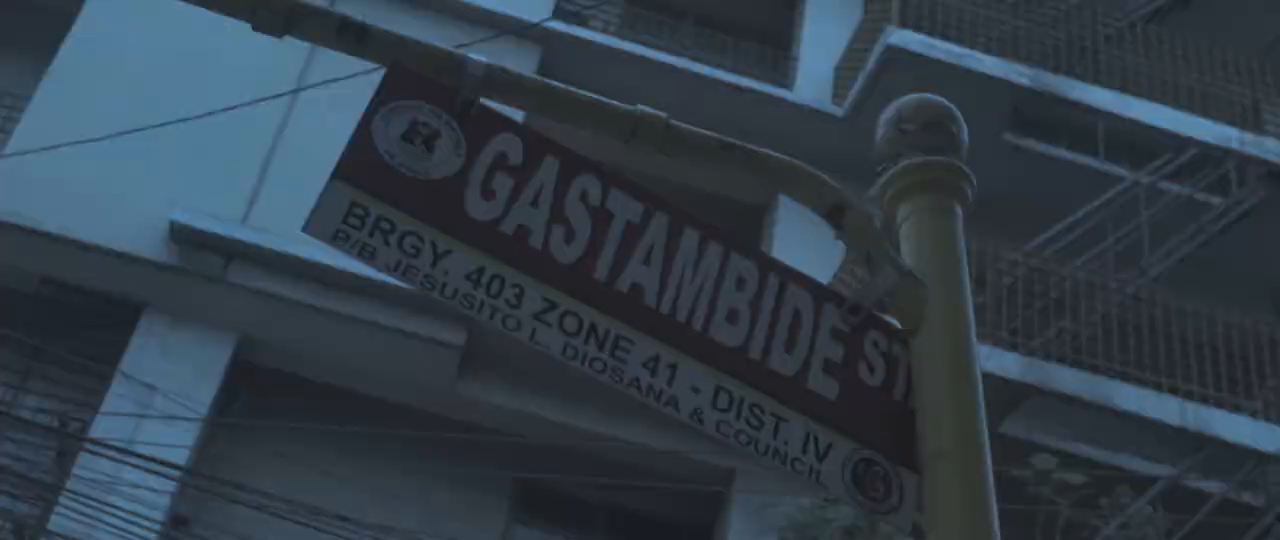 GASTAMBIDE ST.
BRGY. 403 ZONE 41 - DIST. IV
P/B JESUSITO L. DIOSANA & COUNCIL